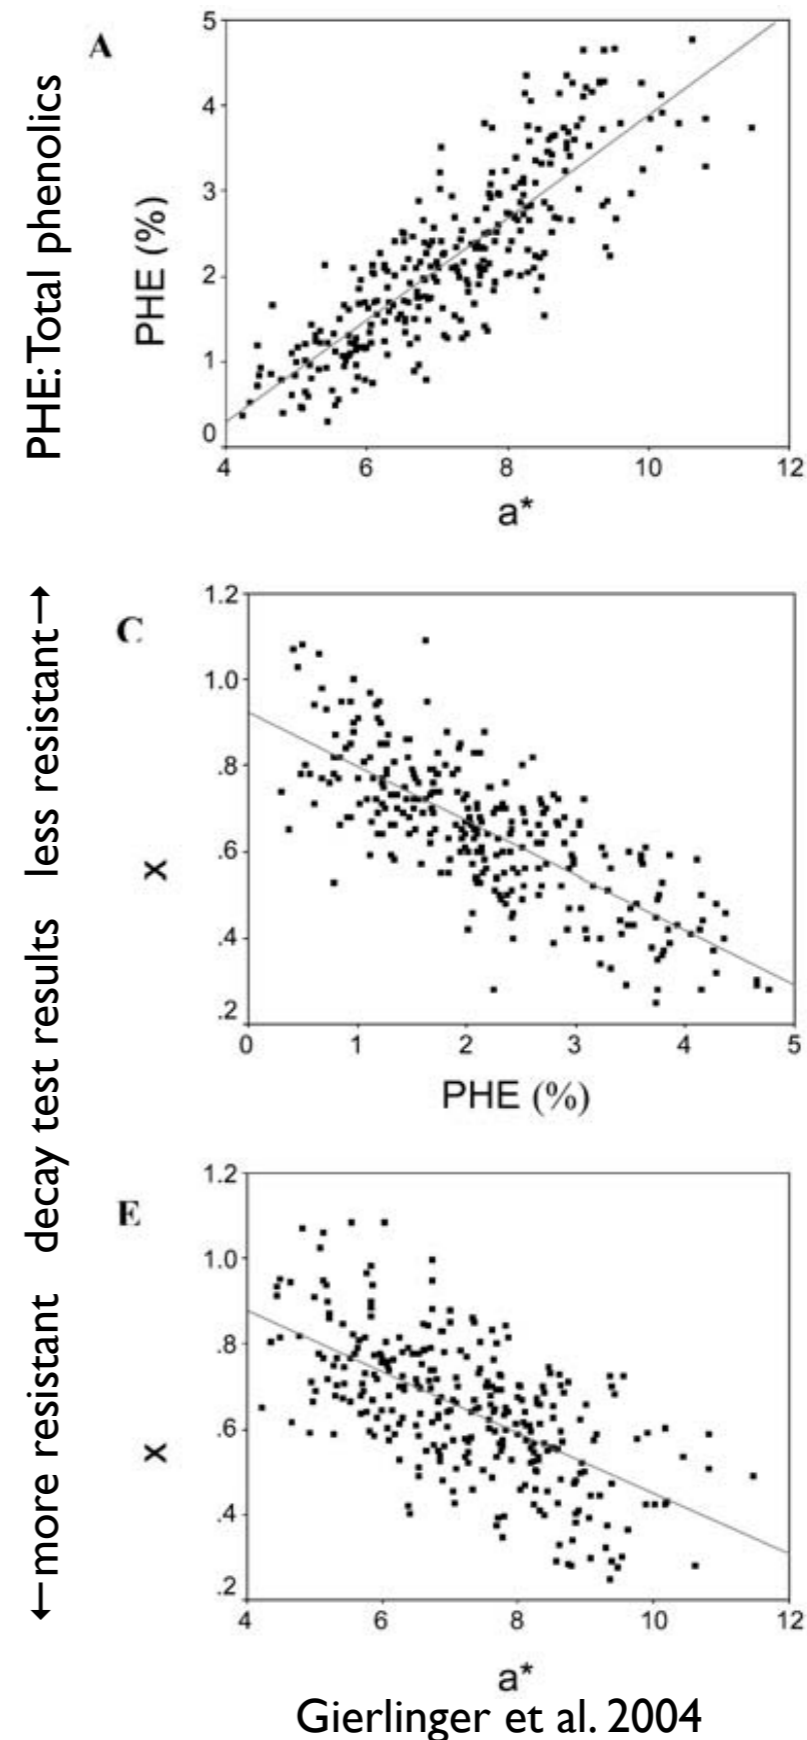 A
PHE:Total phenolics
PHE (%)
5
4
3
2
1
0
4 6 8 10 12
a*
←more resistant decay test results less resistant→
C
x
1.2
1.0
.8
.6
.4
.2
0 1 2 3 4 5
PHE (%)
E
x
1.2
1.0
.8
.6
.4
.2
4 6 8 10 12
a*
Gierlinger et al. 2004